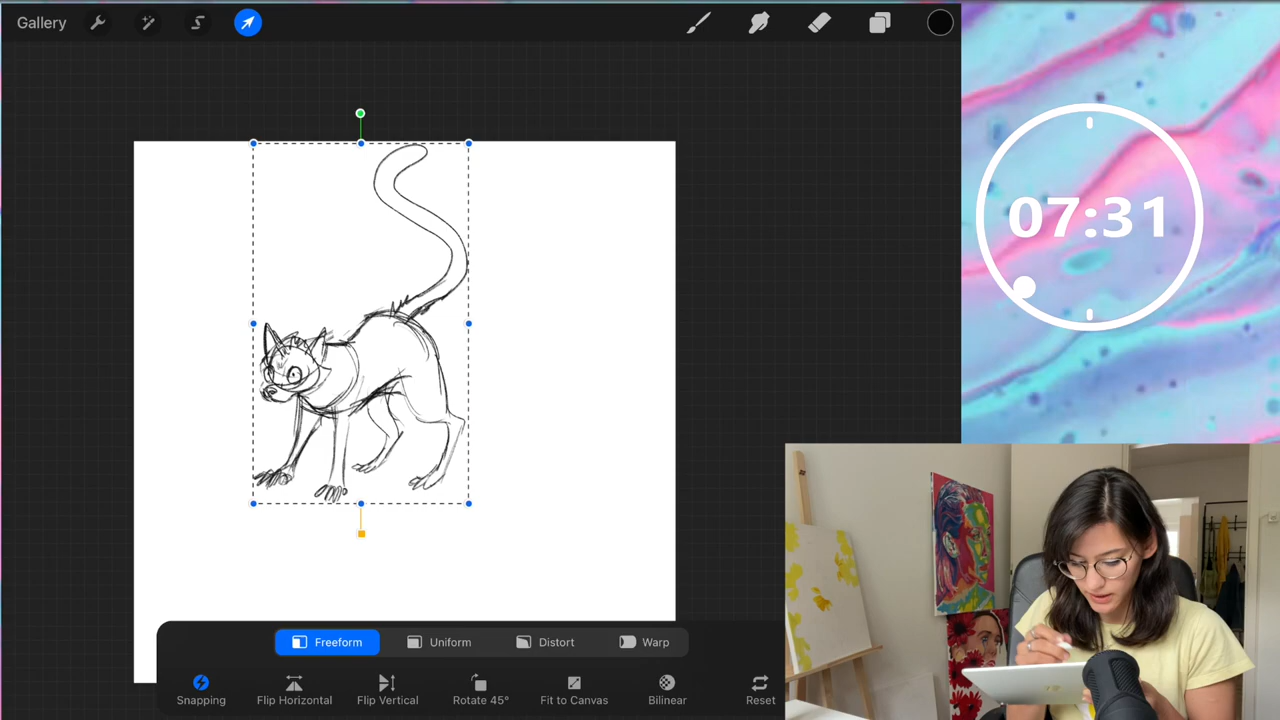 Gallery
07:31
Freeform Uniform Distort Warp
Snapping Flip Horizontal Flip Vertical Rotate 45° Fit to Canvas Bilinear Reset